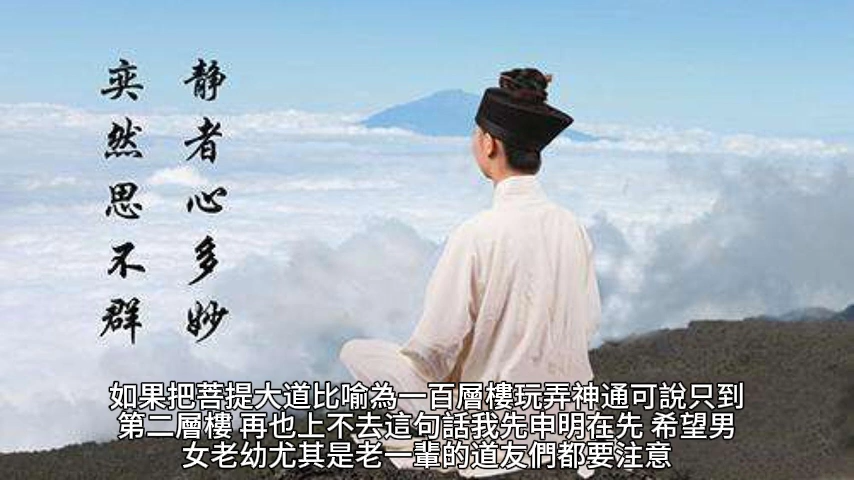 静者心多妙
奕然思不群
如果把菩提大道比喻為一百層樓玩弄神通可說只到
第二層樓 再也上不去這句話我先申明在先 希望男
女老幼尤其是老一輩的道友們都要注意